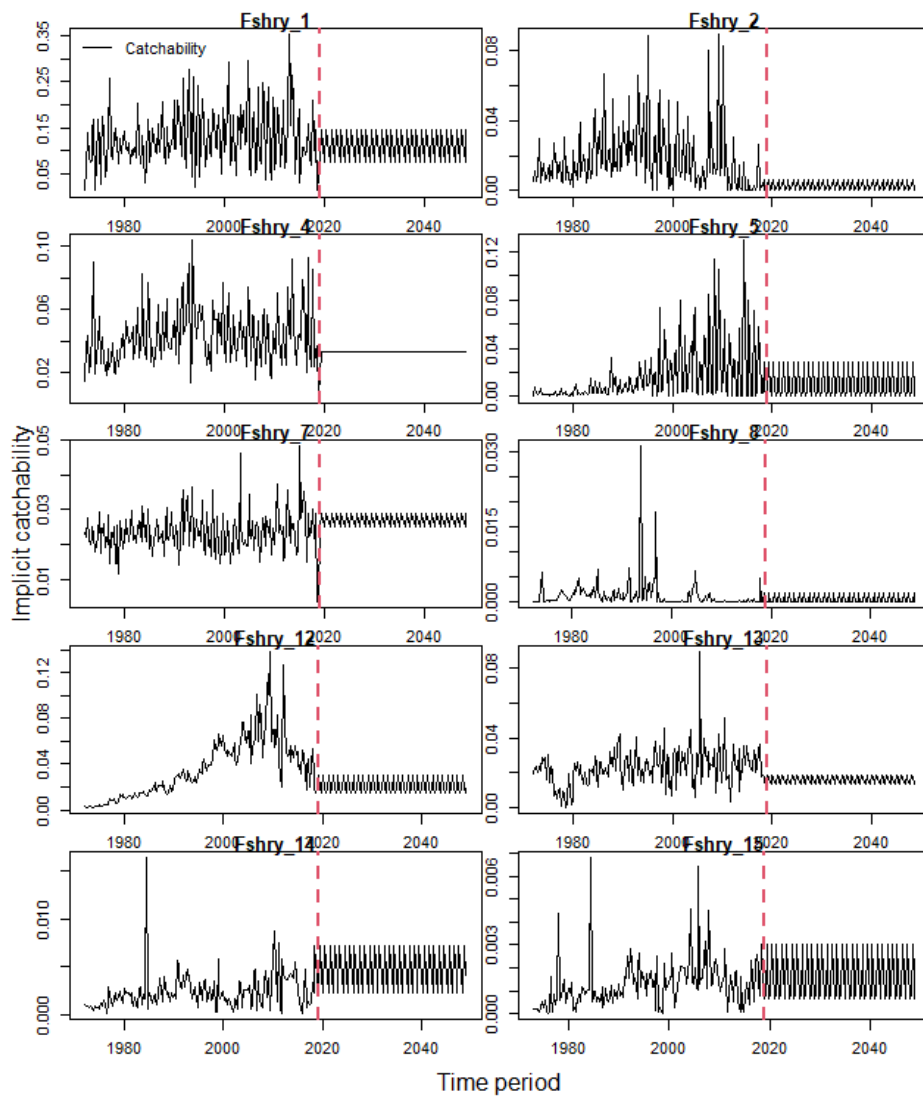 Fshry_1
Fshry_2
Catchability
0.05 0.15 0.25 0.35
0.00 0.04 0.08
1980 2000 2020 2040
1980 2000 2020 2040
Fshry_4
Fshry_5
0.02 0.06 0.10
0.00 0.04 0.08 0.12
1980 2000 2020 2040
1980 2000 2020 2040
Fshry_7
Fshry_8
0.01 0.03 0.05
0.000 0.015 0.030
1980 2000 2020 2040
1980 2000 2020 2040
Fshry_12
Fshry_13
0.00 0.04 0.08 0.12
0.00 0.04 0.08
1980 2000 2020 2040
1980 2000 2020 2040
Fshry_14
Fshry_15
0.000 0.010
0.000 0.003 0.006
1980 2000 2020 2040
1980 2000 2020 2040
Implicit catchability
Time period